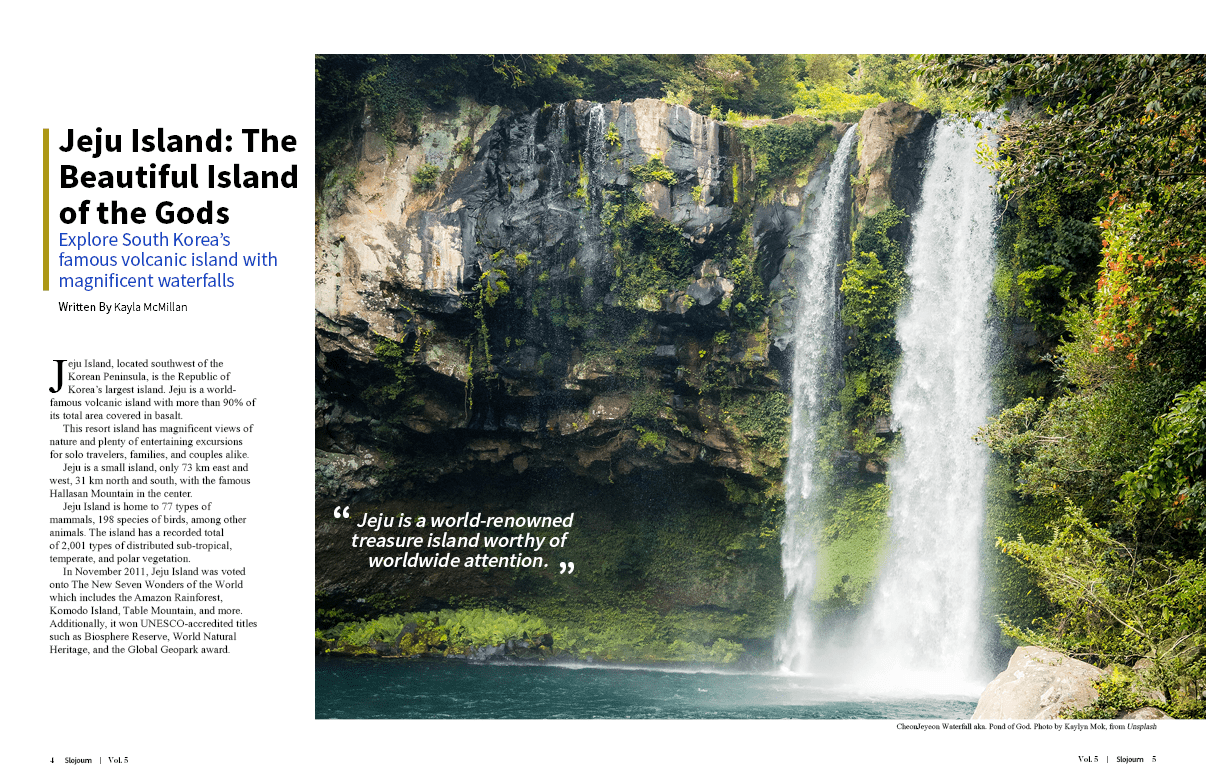 Jeju Island: The
Beautiful Island
of the Gods
Explore South Korea’s
famous volcanic island with
magnificent waterfalls
Written By Kayla McMillan
Jeju Island, located southwest of the
Korean Peninsula, is the Republic of
Korea’s largest island. Jeju is a world-
famous volcanic island with more than 90% of
its total area covered in basalt.
This resort island has magnificent views of
nature and plenty of entertaining excursions
for solo travelers, families, and couples alike.
Jeju is a small island, only 73 km east and
west, 31 km north and south, with the famous
Hallasan Mountain in the center.
Jeju Island is home to 77 types of
mammals, 198 species of birds, among other
animals. The island has a recorded total
of 2,001 types of distributed sub-tropical,
temperate, and polar vegetation.
In November 2011, Jeju Island was voted
onto The New Seven Wonders of the World
which includes the Amazon Rainforest,
Komodo Island, Table Mountain, and more.
Additionally, it won UNESCO-accredited titles
such as Biosphere Reserve, World Natural
Heritage, and the Global Geopark award.
“ Jeju is a world-renowned
treasure island worthy of
worldwide attention. ”
CheonJeyeon Waterfall aka. Pond of God. Photo by Kaylyn Mok, from Unsplash
4 Slojourn | Vol. 5
Vol. 5 | Slojourn 5